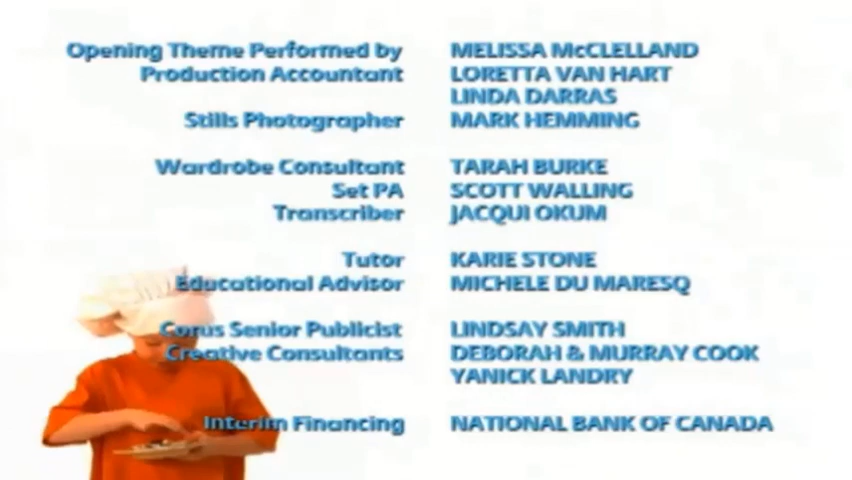 Opening Theme Performed by MELISSA McCLELLAND
Production Accountant LORETTA VAN HART
LINDA DARRAS
Stills Photographer MARK HEMMING
Wardrobe Consultant TARAH BURKE
Set PA SCOTT WALLING
Transcriber JACQUI OKUM
Tutor KARIE STONE
Educational Advisor MICHELE DU MARESQ
Corus Senior Publicist LINDSAY SMITH
Creative Consultants DEBORAH & MURRAY COOK
YANICK LANDRY
Interim Financing NATIONAL BANK OF CANADA